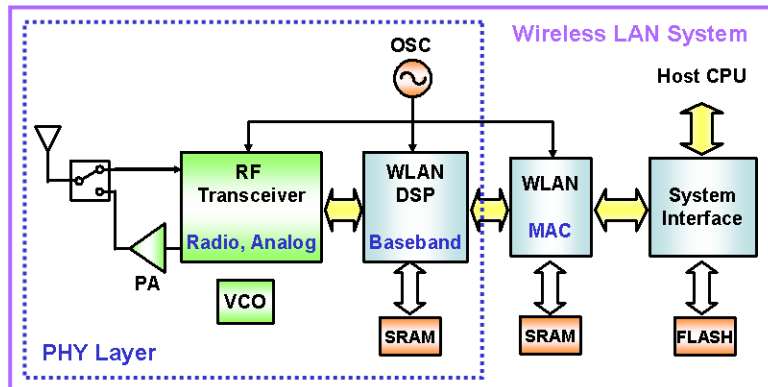 Wireless LAN System
OSC
Host CPU
RF
Transceiver
Radio, Analog
WLAN
DSP
Baseband
WLAN
MAC
System
Interface
PA
VCO
SRAM
SRAM
FLASH
PHY Layer